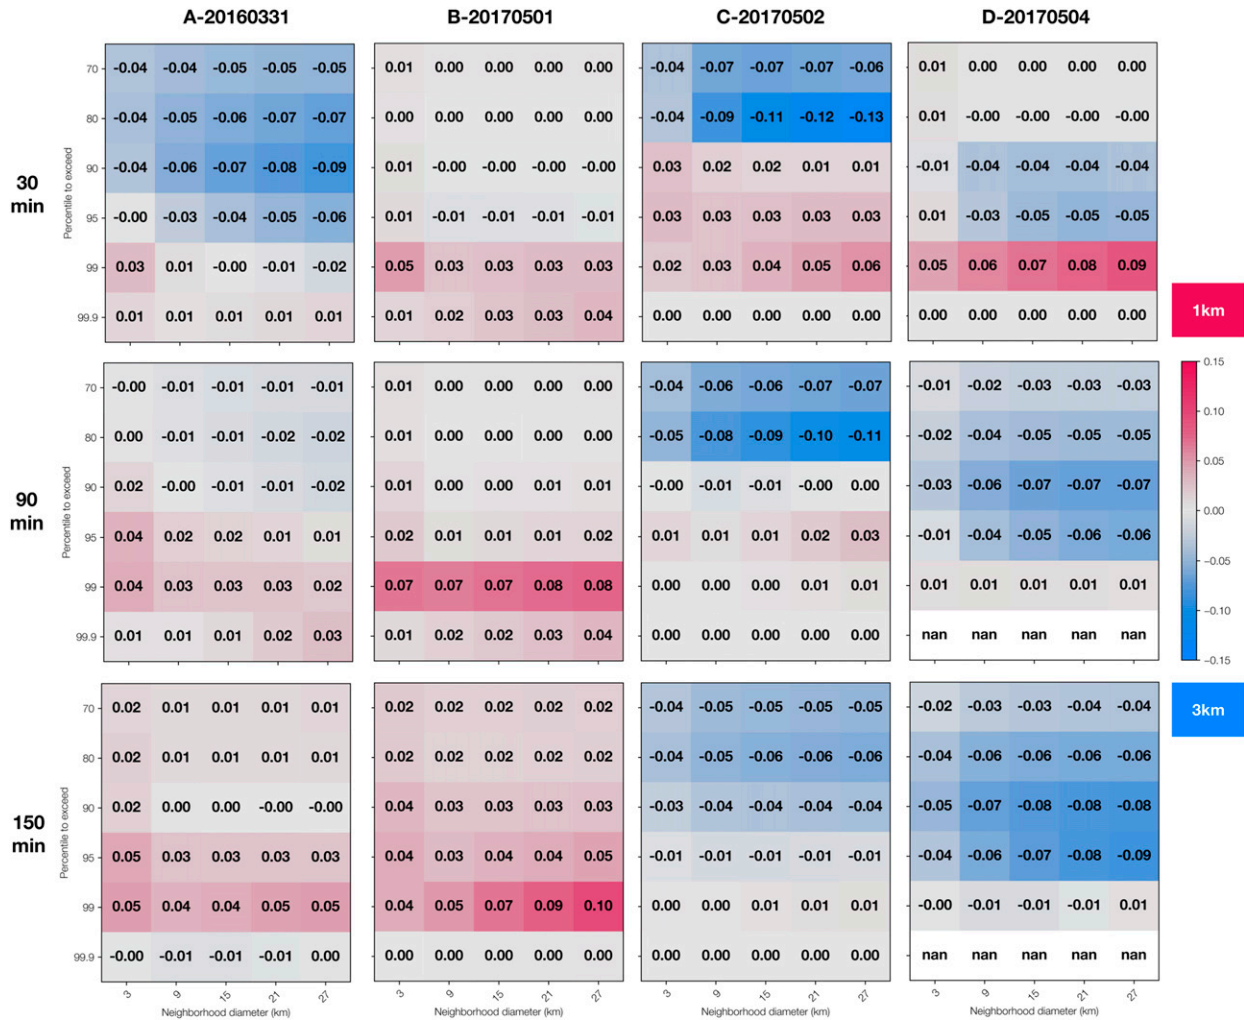 A-20160331 B-20170501 C-20170502 D-20170504
30 min
Percentile to exceed
70 -0.04 -0.04 -0.05 -0.05 -0.05 0.01 0.00 0.00 0.00 0.00 -0.04 -0.07 -0.07 -0.07 -0.06 0.01 0.00 0.00 0.00 0.00
80 -0.04 -0.05 -0.06 -0.07 -0.07 0.00 0.00 0.00 0.00 0.00 -0.04 -0.09 -0.11 -0.12 -0.13 0.01 -0.00 -0.00 -0.00 -0.00
90 -0.04 -0.06 -0.07 -0.08 -0.09 0.01 -0.00 -0.00 -0.00 -0.00 0.03 0.02 0.02 0.01 0.01 -0.01 -0.04 -0.04 -0.04 -0.04
95 -0.00 -0.03 -0.04 -0.05 -0.06 0.01 -0.01 -0.01 -0.01 -0.01 0.03 0.03 0.03 0.03 0.03 0.01 -0.03 -0.05 -0.05 -0.05
99 0.03 0.01 -0.00 -0.01 -0.02 0.05 0.03 0.03 0.03 0.03 0.02 0.03 0.04 0.05 0.06 0.05 0.06 0.07 0.08 0.09
99.9 0.01 0.01 0.01 0.01 0.01 0.01 0.02 0.03 0.03 0.04 0.00 0.00 0.00 0.00 0.00 0.00 0.00 0.00 0.00 0.00
1km
90 min
Percentile to exceed
70 -0.00 -0.01 -0.01 -0.01 -0.01 0.01 0.00 0.00 0.00 0.00 -0.04 -0.06 -0.06 -0.07 -0.07 -0.01 -0.02 -0.03 -0.03 -0.03
80 0.00 -0.01 -0.01 -0.02 -0.02 0.01 0.00 0.00 0.00 0.00 -0.05 -0.08 -0.09 -0.10 -0.11 -0.02 -0.04 -0.05 -0.05 -0.05
90 0.02 -0.00 -0.01 -0.01 -0.02 0.01 0.00 0.00 0.01 0.01 -0.00 -0.01 -0.01 -0.00 0.00 -0.03 -0.06 -0.07 -0.07 -0.07
95 0.04 0.02 0.02 0.01 0.01 0.02 0.01 0.01 0.01 0.02 0.01 0.01 0.01 0.02 0.03 -0.01 -0.04 -0.05 -0.06 -0.06
99 0.04 0.03 0.03 0.03 0.02 0.07 0.07 0.07 0.08 0.08 0.00 0.00 0.00 0.01 0.01 0.01 0.01 0.01 0.01 0.01
99.9 0.01 0.01 0.01 0.02 0.03 0.01 0.02 0.02 0.03 0.04 0.00 0.00 0.00 0.00 0.00 nan nan nan nan nan
0.15
0.10
0.05
0.00
-0.05
-0.10
-0.15
3km
150 min
Percentile to exceed
70 0.02 0.01 0.01 0.01 0.01 0.02 0.02 0.02 0.02 0.02 -0.04 -0.05 -0.05 -0.05 -0.05 -0.02 -0.03 -0.03 -0.04 -0.04
80 0.02 0.01 0.01 0.01 0.01 0.02 0.02 0.02 0.02 0.02 -0.04 -0.05 -0.06 -0.06 -0.06 -0.04 -0.06 -0.06 -0.06 -0.06
90 0.02 0.00 0.00 -0.00 -0.00 0.04 0.03 0.03 0.03 0.03 -0.03 -0.04 -0.04 -0.04 -0.04 -0.05 -0.07 -0.08 -0.08 -0.08
95 0.05 0.03 0.03 0.03 0.03 0.04 0.03 0.04 0.04 0.05 -0.01 -0.01 -0.01 -0.01 -0.01 -0.04 -0.06 -0.07 -0.08 -0.09
99 0.05 0.04 0.04 0.05 0.05 0.04 0.05 0.07 0.09 0.10 0.00 0.00 0.01 0.01 0.01 -0.00 -0.01 -0.01 -0.01 0.01
99.9 -0.00 -0.01 -0.01 -0.01 0.00 0.00 0.00 0.00 0.00 0.00 0.00 0.00 0.00 0.00 0.00 nan nan nan nan nan
3 9 15 21 27 3 9 15 21 27 3 9 15 21 27 3 9 15 21 27
Neighborhood diameter (km) Neighborhood diameter (km) Neighborhood diameter (km) Neighborhood diameter (km)